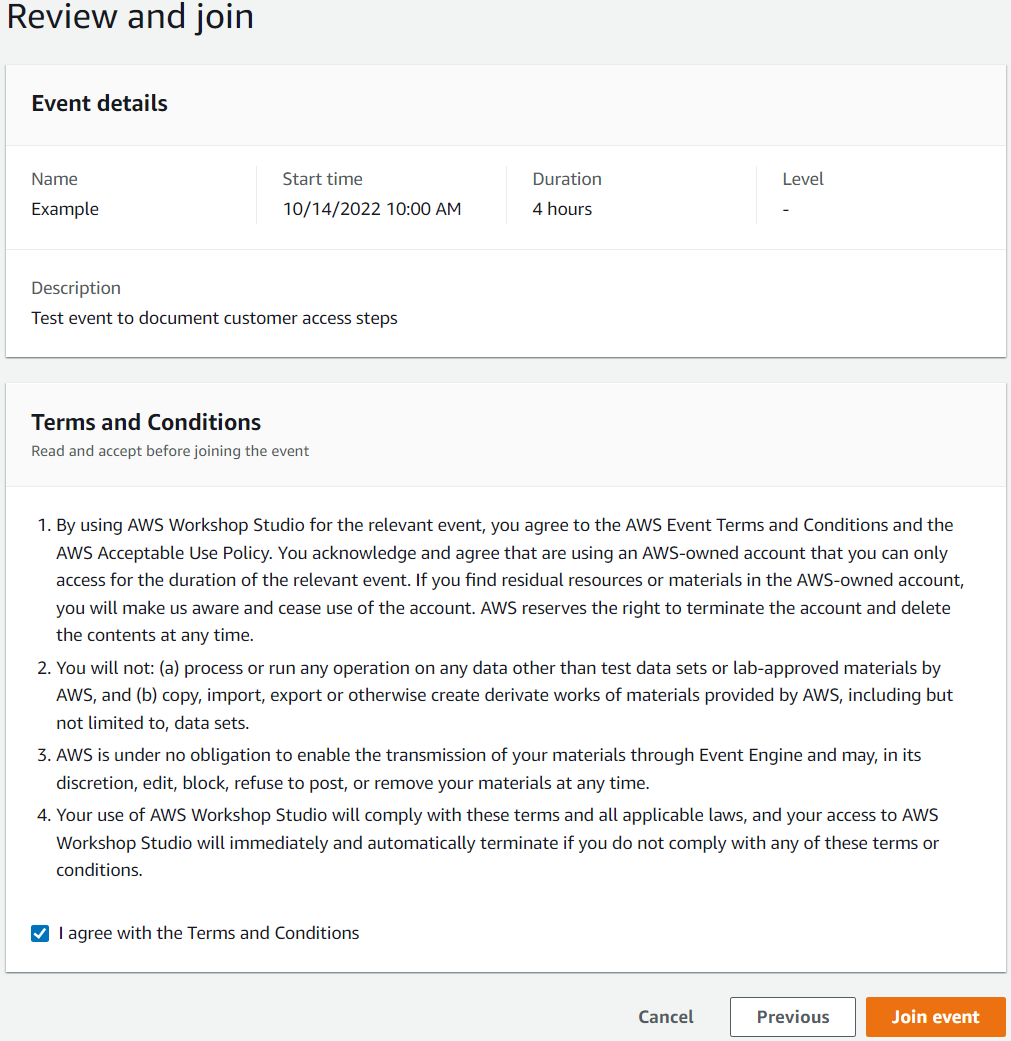 Review and join
Event details
Name
Example
Start time
10/14/2022 10:00 AM
Duration
4 hours
Level
-
Description
Test event to document customer access steps
Terms and Conditions
Read and accept before joining the event
1. By using AWS Workshop Studio for the relevant event, you agree to the AWS Event Terms and Conditions and the
AWS Acceptable Use Policy. You acknowledge and agree that are using an AWS-owned account that you can only
access for the duration of the relevant event. If you find residual resources or materials in the AWS-owned account,
you will make us aware and cease use of the account. AWS reserves the right to terminate the account and delete
the contents at any time.
2. You will not: (a) process or run any operation on any data other than test data sets or lab-approved materials by
AWS, and (b) copy, import, export or otherwise create derivate works of materials provided by AWS, including but
not limited to, data sets.
3. AWS is under no obligation to enable the transmission of your materials through Event Engine and may, in its
discretion, edit, block, refuse to post, or remove your materials at any time.
4. Your use of AWS Workshop Studio will comply with these terms and all applicable laws, and your access to AWS
Workshop Studio will immediately and automatically terminate if you do not comply with any of these terms or
conditions.
I agree with the Terms and Conditions
Cancel
Previous
Join event